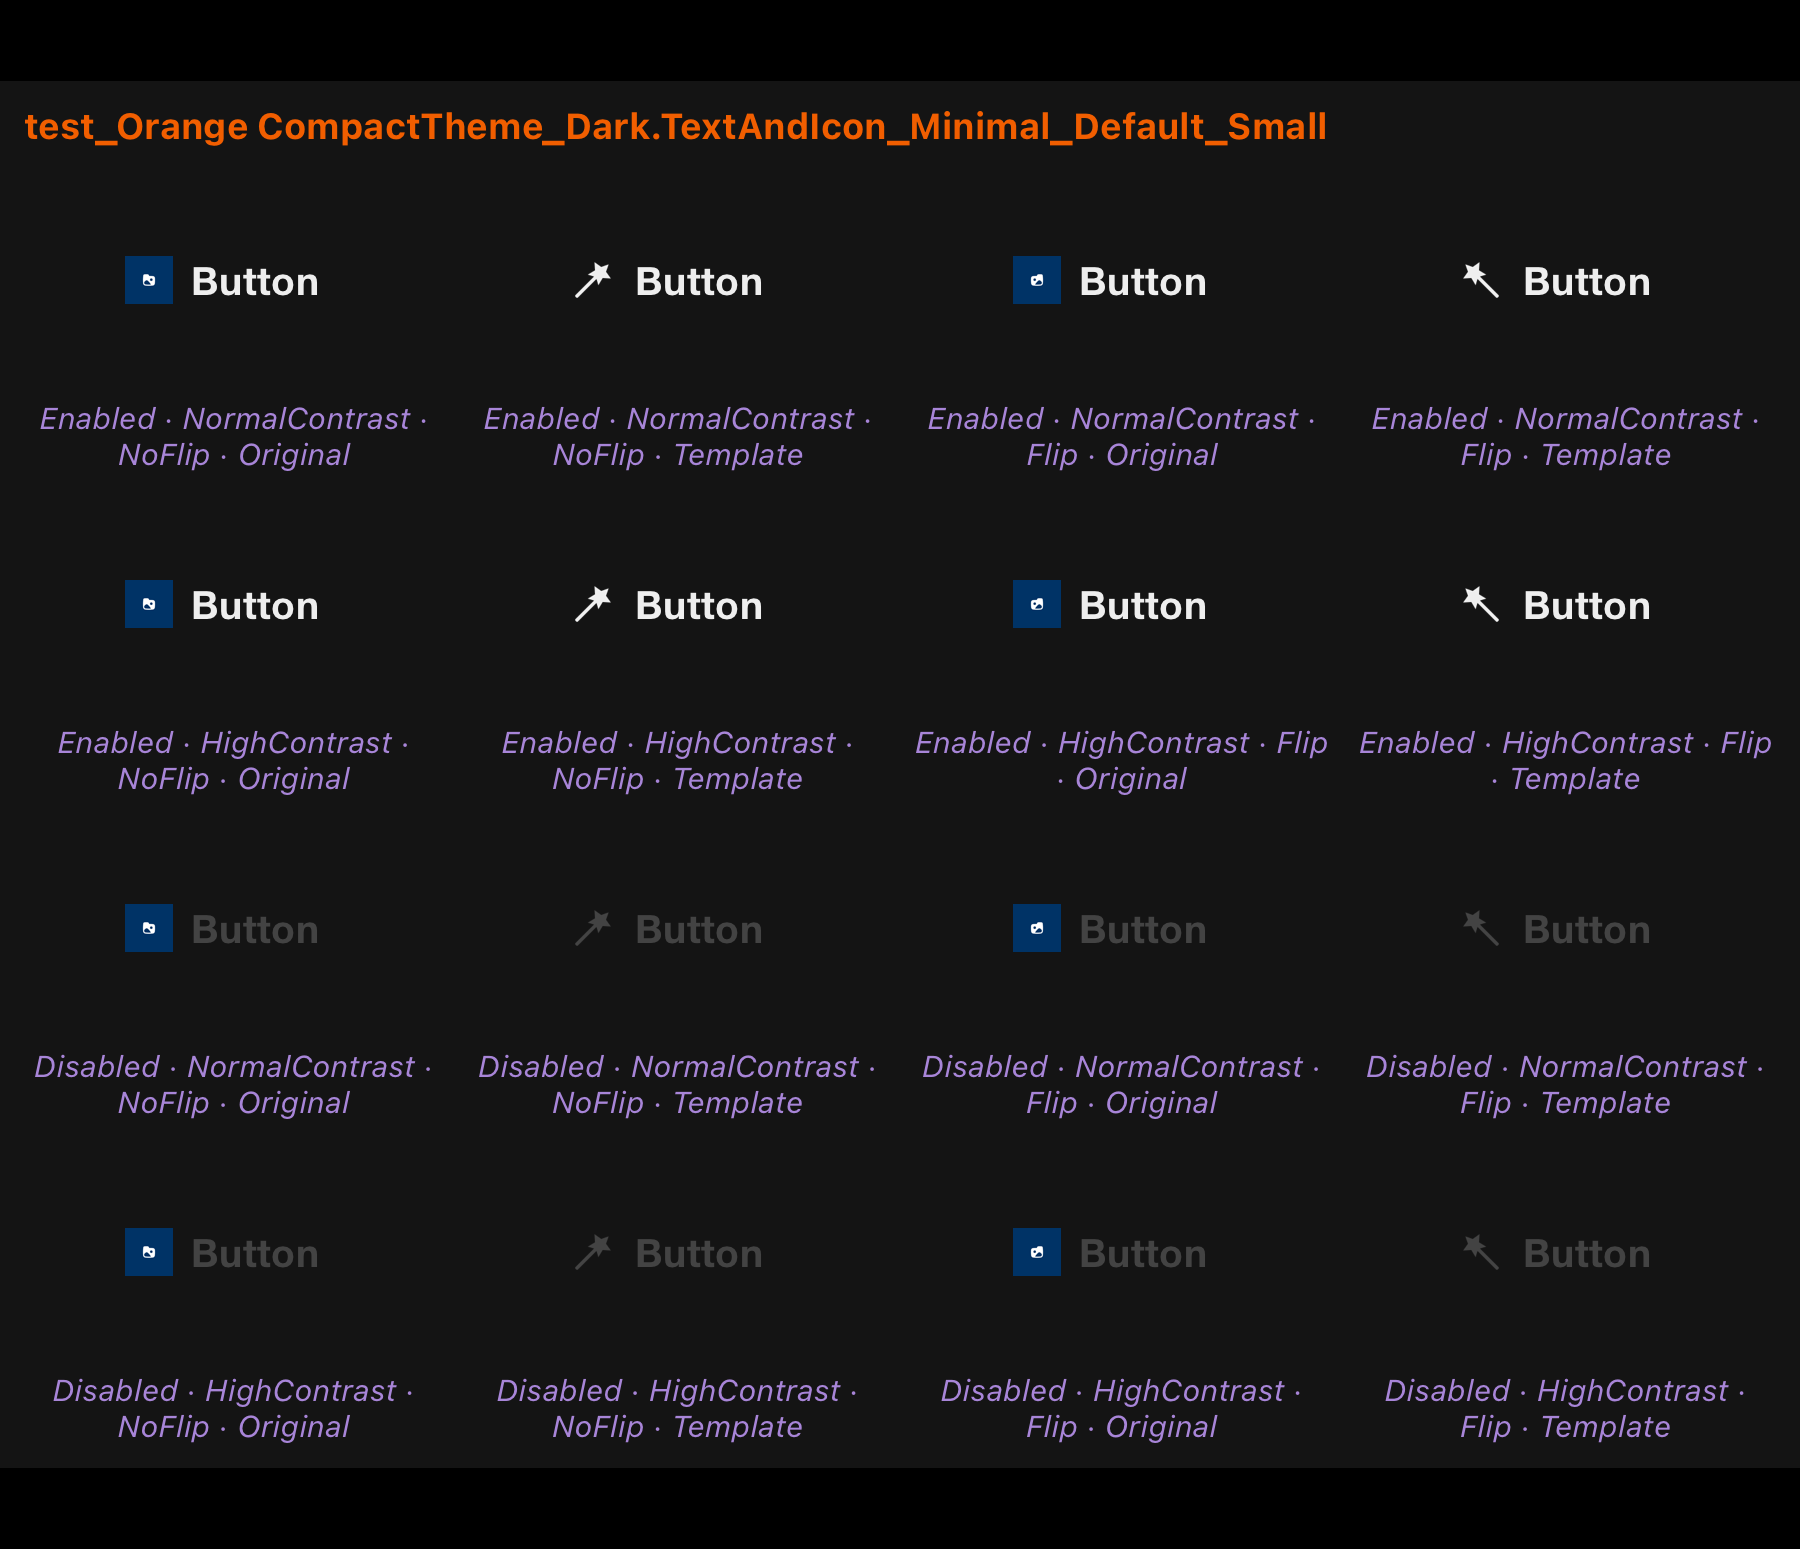 test_Orange CompactTheme_Dark.TextAndIcon_Minimal_Default_Small
Button
Button
Button
Button
Enabled · NormalContrast ·
NoFlip · Original
Enabled · NormalContrast ·
NoFlip · Template
Enabled · NormalContrast ·
Flip · Original
Enabled · NormalContrast ·
Flip · Template
Button
Button
Button
Button
Enabled · HighContrast ·
NoFlip · Original
Enabled · HighContrast ·
NoFlip · Template
Enabled · HighContrast · Flip
· Original
Enabled · HighContrast · Flip
· Template
Button
Button
Button
Button
Disabled · NormalContrast ·
NoFlip · Original
Disabled · NormalContrast ·
NoFlip · Template
Disabled · NormalContrast ·
Flip · Original
Disabled · NormalContrast ·
Flip · Template
Button
Button
Button
Button
Disabled · HighContrast ·
NoFlip · Original
Disabled · HighContrast ·
NoFlip · Template
Disabled · HighContrast ·
Flip · Original
Disabled · HighContrast ·
Flip · Template